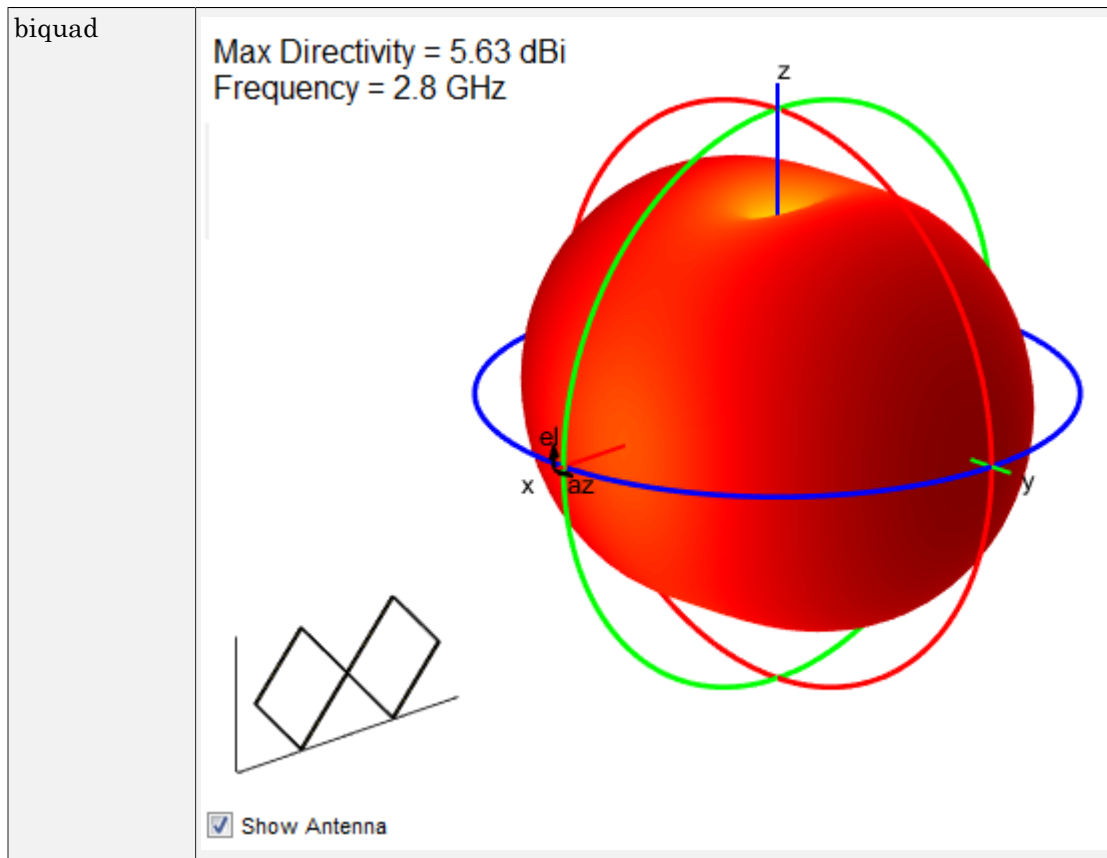 biquad
Max Directivity = 5.63 dBi
Frequency = 2.8 GHz
z
el
x
az
y
Show Antenna